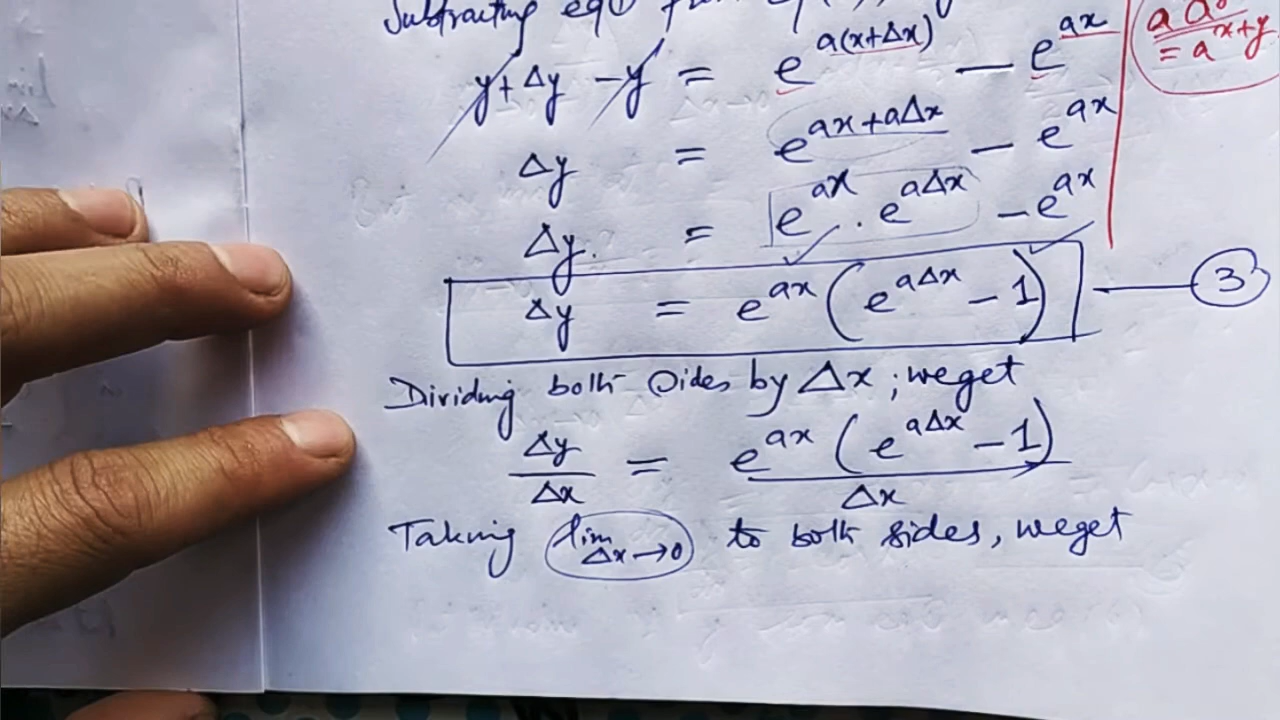 Subtracting eq
y + Δy - y = e^{a(x+Δx)} - e^{ax}
= a^{x+y}
Δy = e^{ax+aΔx} - e^{ax}
Δy = e^{ax} . e^{aΔx} - e^{ax}
Δy = e^{ax} (e^{aΔx} - 1) — 3
Dividing both sides by Δx ; we get
Δy/Δx = e^{ax} (e^{aΔx} - 1)/Δx
Taking lim Δx→0 to both sides, we get